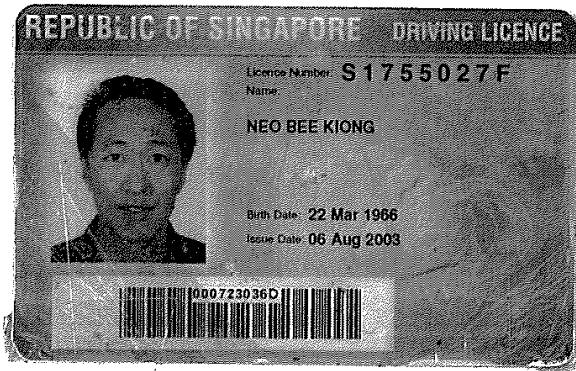 REPUBLIC OF SINGAPORE DRIVING LICENCE
Licence Number: S1755027F
Name:
NEO BEE KIONG
Birth Date: 22 Mar 1966
Issue Date: 06 Aug 2003
000723036D